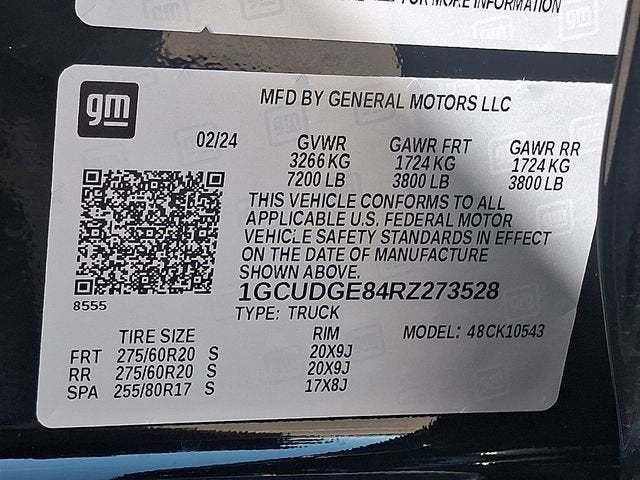 FOR MORE INFORMATION
gm
MFD BY GENERAL MOTORS LLC
02/24
GVWR GAWR FRT GAWR RR
3266 KG 1724 KG 1724 KG
7200 LB 3800 LB 3800 LB
THIS VEHICLE CONFORMS TO ALL
APPLICABLE U.S. FEDERAL MOTOR
VEHICLE SAFETY STANDARDS IN EFFECT
ON THE DATE OF MANUFACTURE
SHOWN ABOVE.
8555
1GCUDGE84RZ273528
TYPE: TRUCK
TIRE SIZE RIM MODEL: 48CK10543
FRT 275/60R20 S 20X9J
RR 275/60R20 S 20X9J
SPA 255/80R17 S 17X8J